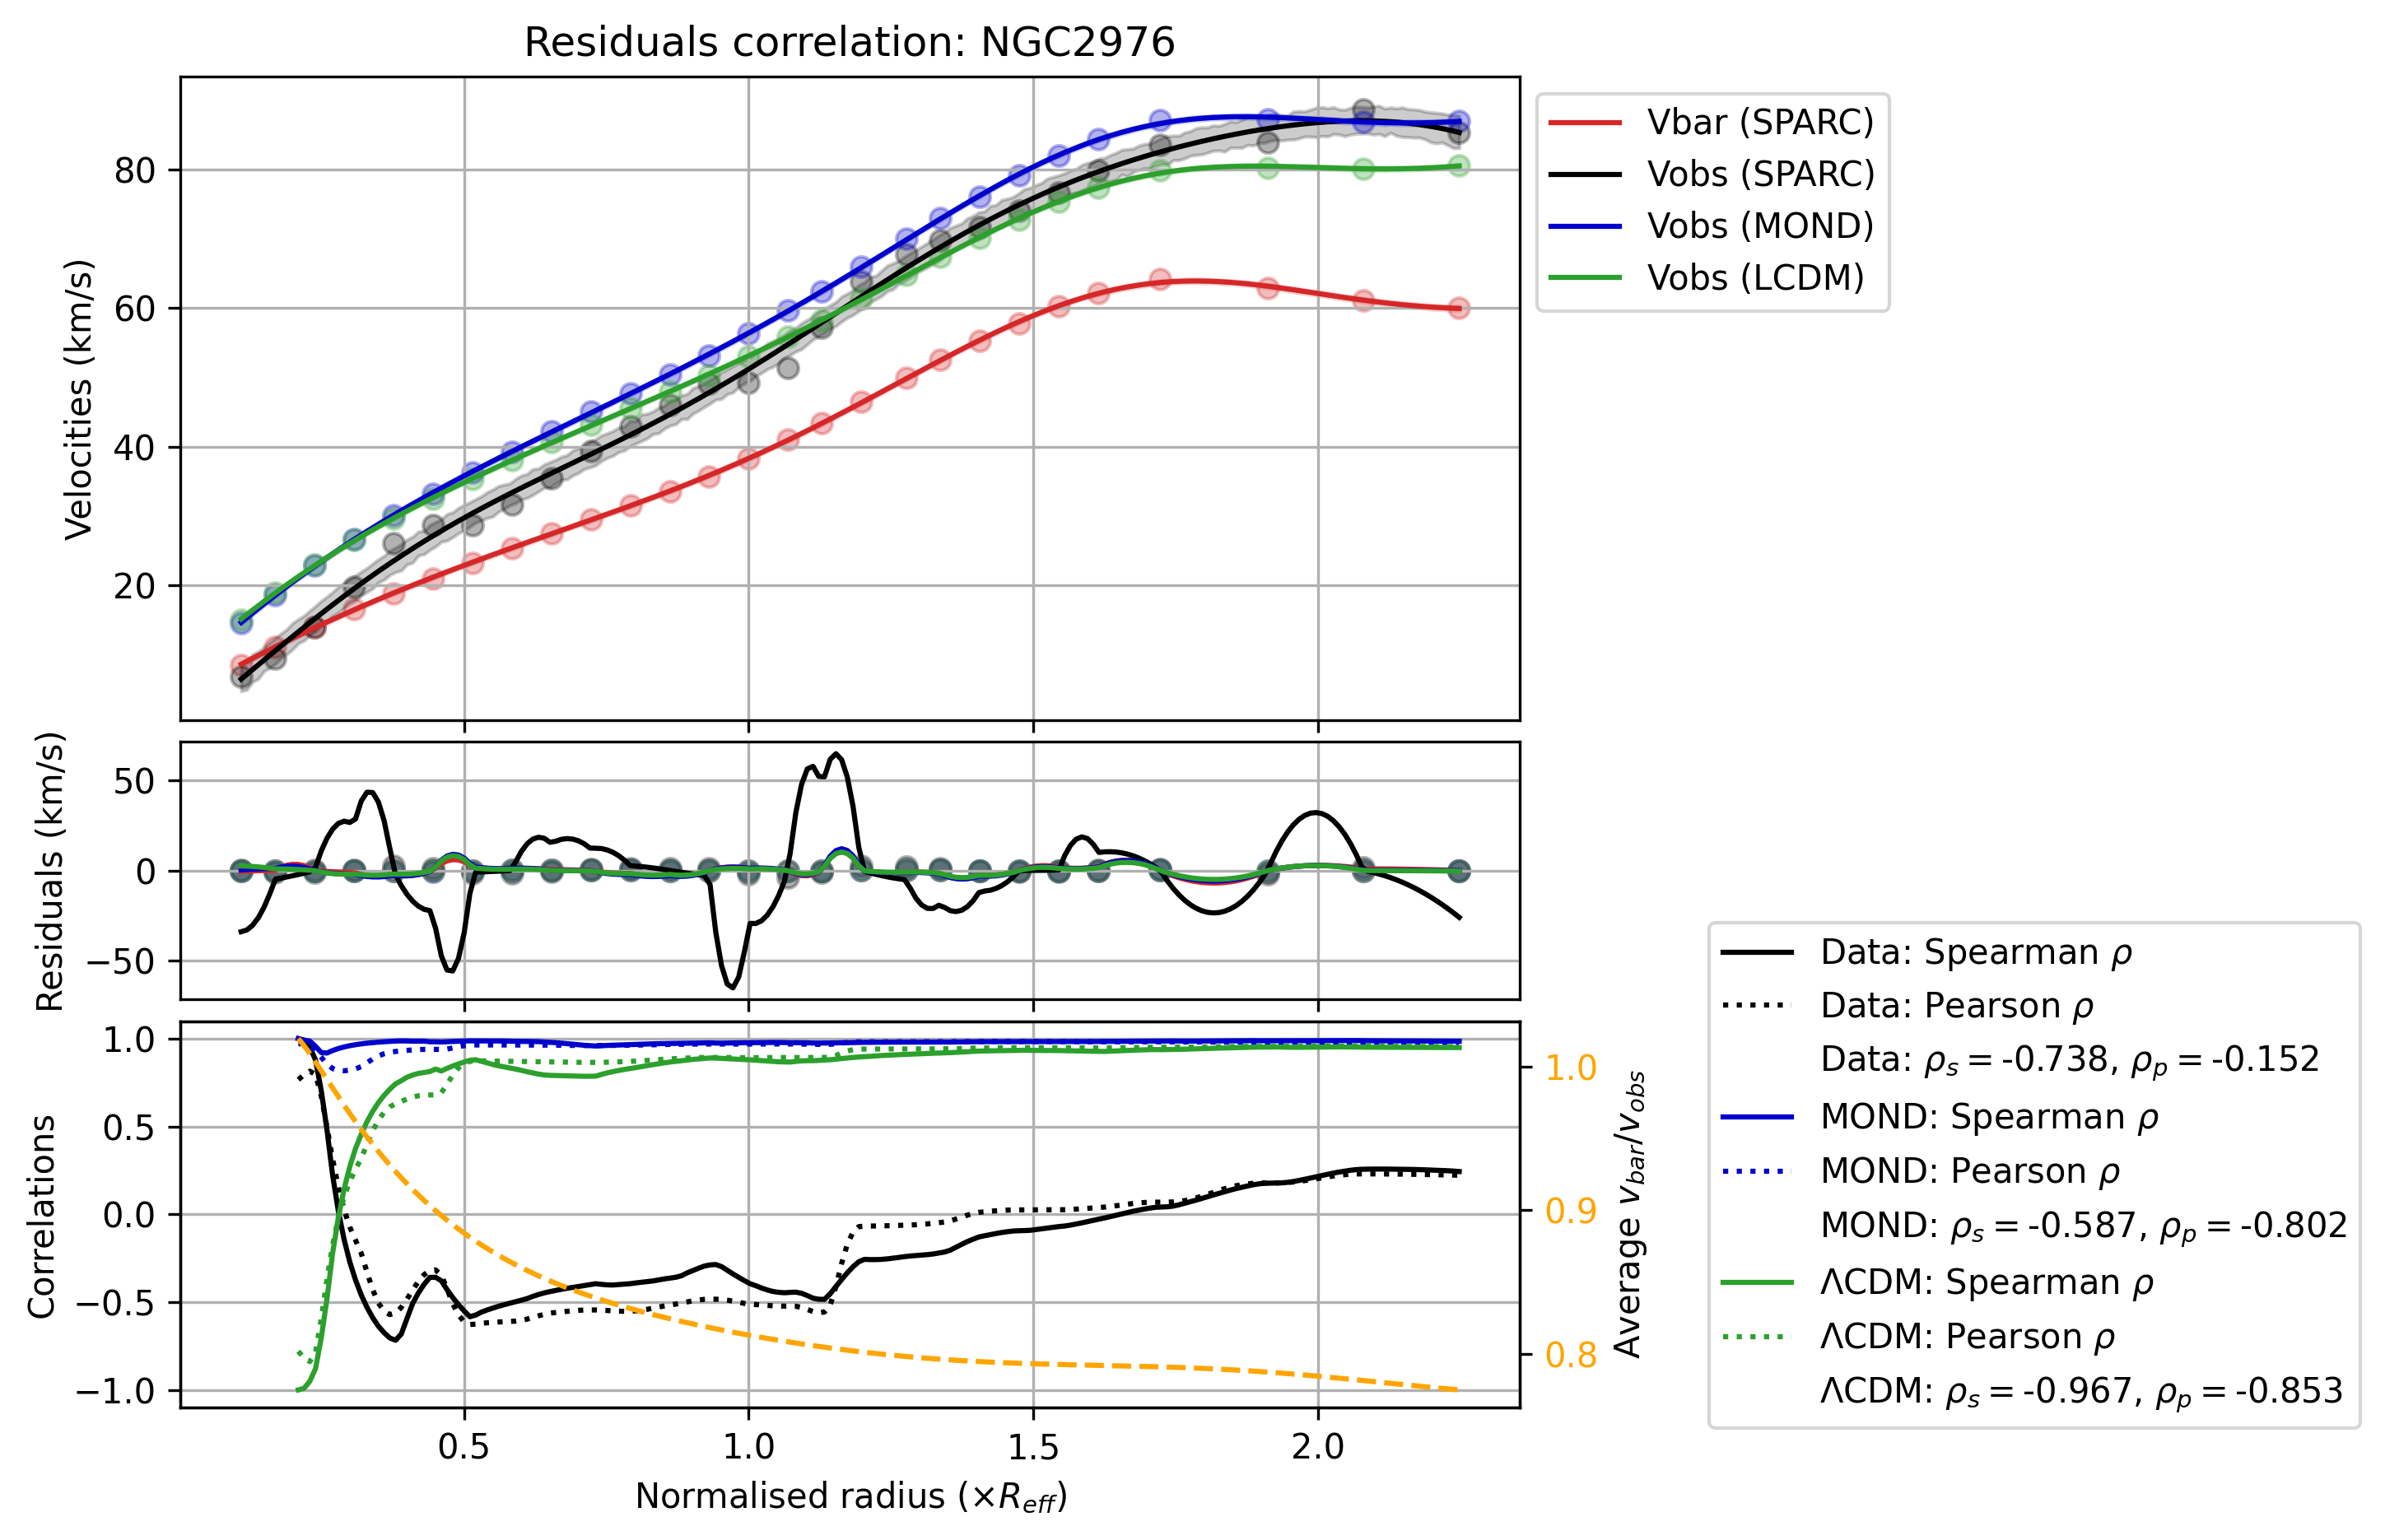 Residuals correlation: NGC2976
Velocities (km/s)
80
60
40
20
Vbar (SPARC)
Vobs (SPARC)
Vobs (MOND)
Vobs (LCDM)
Residuals (km/s)
50
0
−50
Correlations
1.0
0.5
0.0
−0.5
−1.0
1.0
0.9
0.8
Average v_bar/v_obs
0.5
1.0
1.5
2.0
Normalised radius (×R_eff)
Data: Spearman ρ
Data: Pearson ρ
Data: ρ_s = -0.738, ρ_p = -0.152
MOND: Spearman ρ
MOND: Pearson ρ
MOND: ρ_s = -0.587, ρ_p = -0.802
ΛCDM: Spearman ρ
ΛCDM: Pearson ρ
ΛCDM: ρ_s = -0.967, ρ_p = -0.853